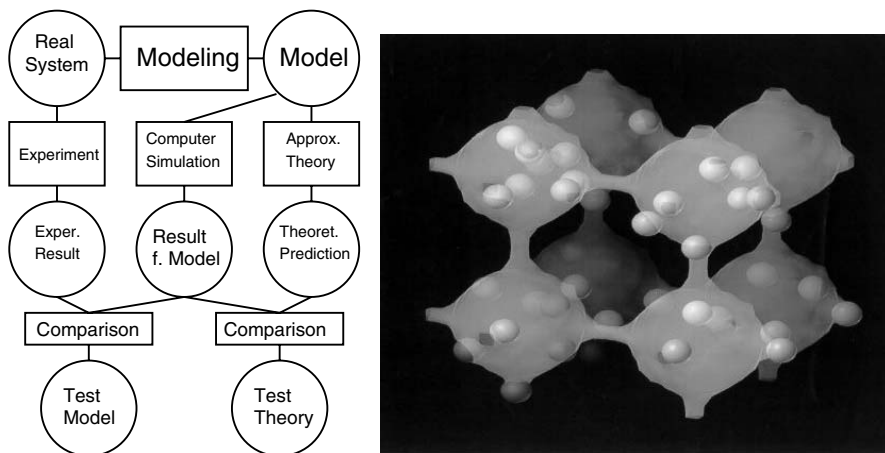 Real
System
Modeling
Model
Experiment
Computer
Simulation
Approx.
Theory
Exper.
Result
Result
f. Model
Theoret.
Prediction
Comparison
Comparison
Test
Model
Test
Theory